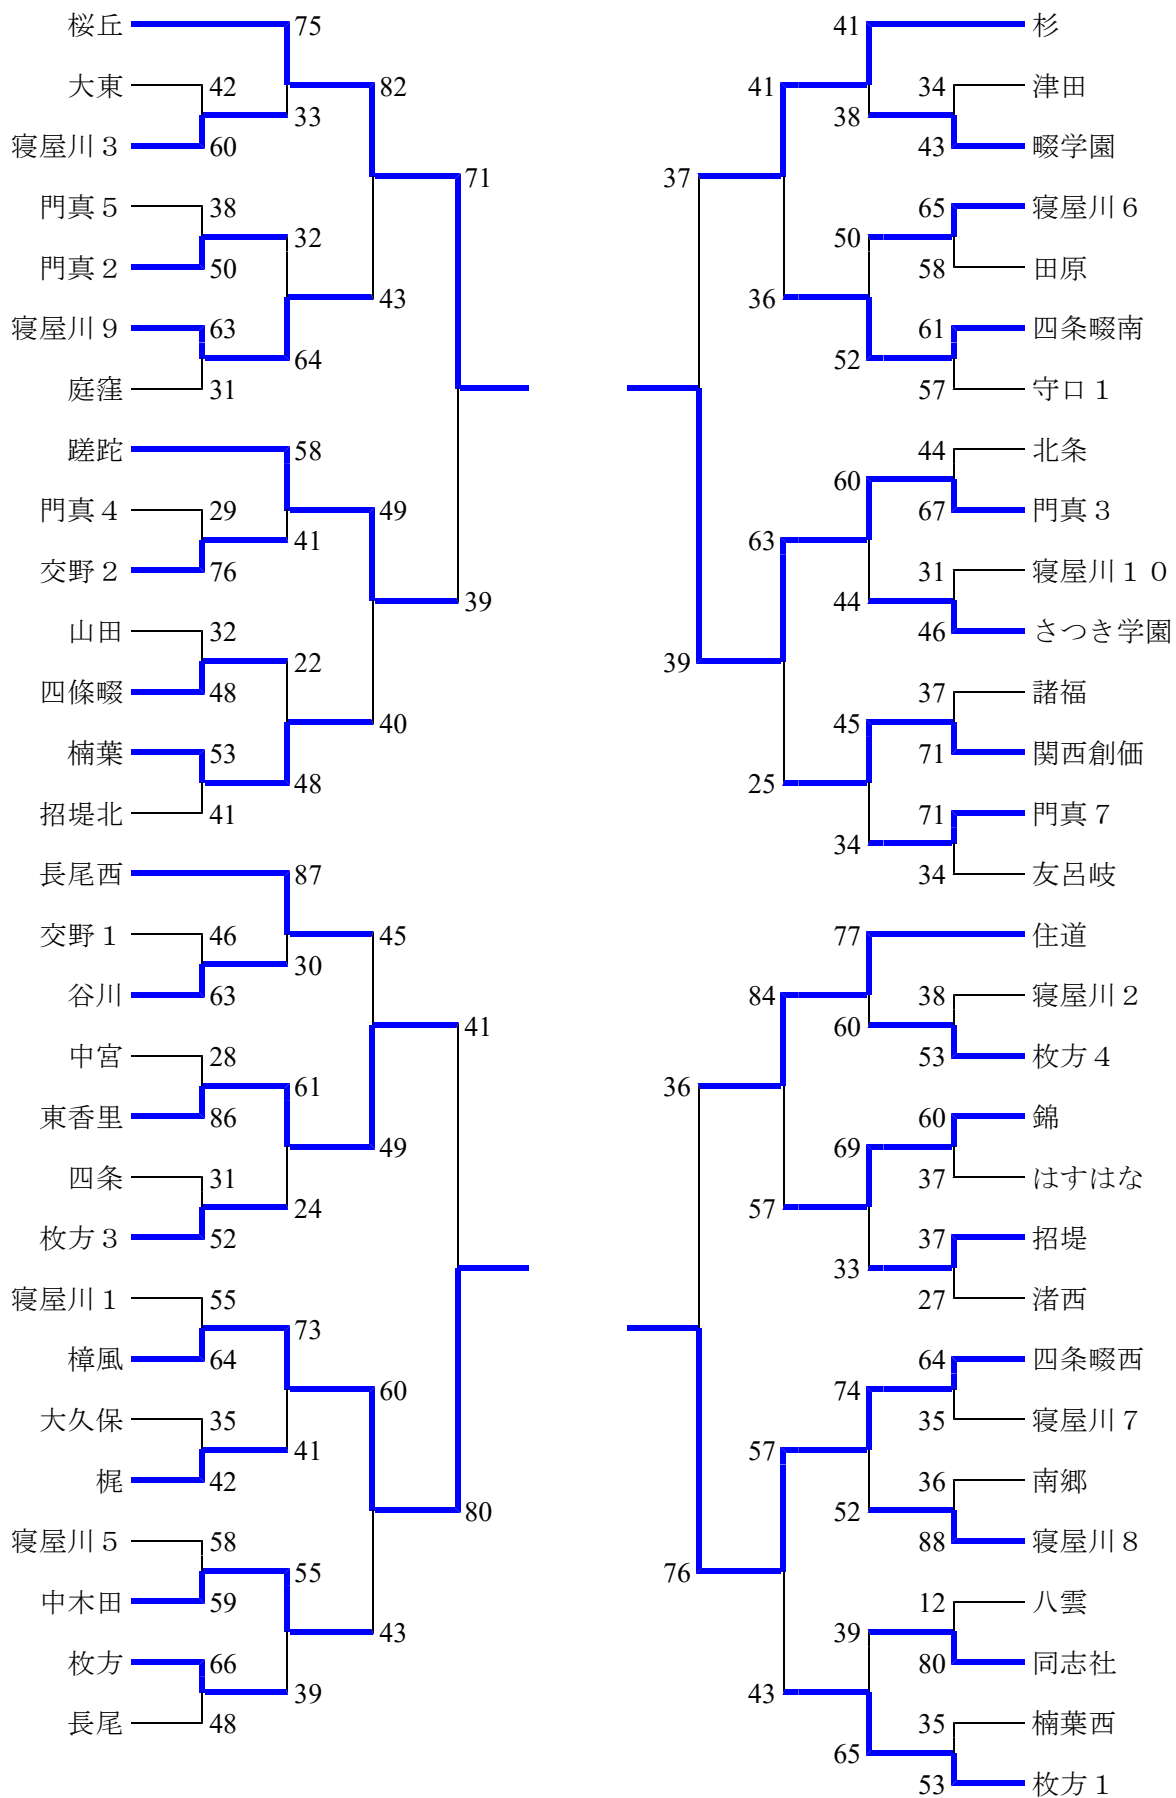 桜丘 75 41 杉
大東 42 82 41 34 津田
33 38
寝屋川３ 60 43 畷学園
71 37
門真５ 38 65 寝屋川６
32 50
門真２ 50 58 田原
43 36
寝屋川９ 63 61 四条畷南
64 52
庭窪 31 57 守口１
蹉跎 58 44 北条
60
門真４ 29 49 67 門真３
41 63
交野２ 76 31 寝屋川１０
39 44
山田 32 46 さつき学園
22 39
四條畷 48 37 諸福
40 45
楠葉 53 71 関西創価
48 25
招堤北 41 71 門真７
34
長尾西 87 34 友呂岐
交野１ 46 45 77 住道
30
谷川 63 84 38 寝屋川２
41 60
中宮 28 53 枚方４
61 36
東香里 86 60 錦
49 69
四条 31 37 はすはな
24 57
枚方３ 52 37 招堤
33
寝屋川１ 55 27 渚西
73
樟風 64 64 四条畷西
60 74
大久保 35 35 寝屋川７
41 57
梶 42 36 南郷
80 52
寝屋川５ 58 88 寝屋川８
55 76
中木田 59 12 八雲
43 39
枚方 66 80 同志社
39 43
長尾 48 35 楠葉西
65
53 枚方１